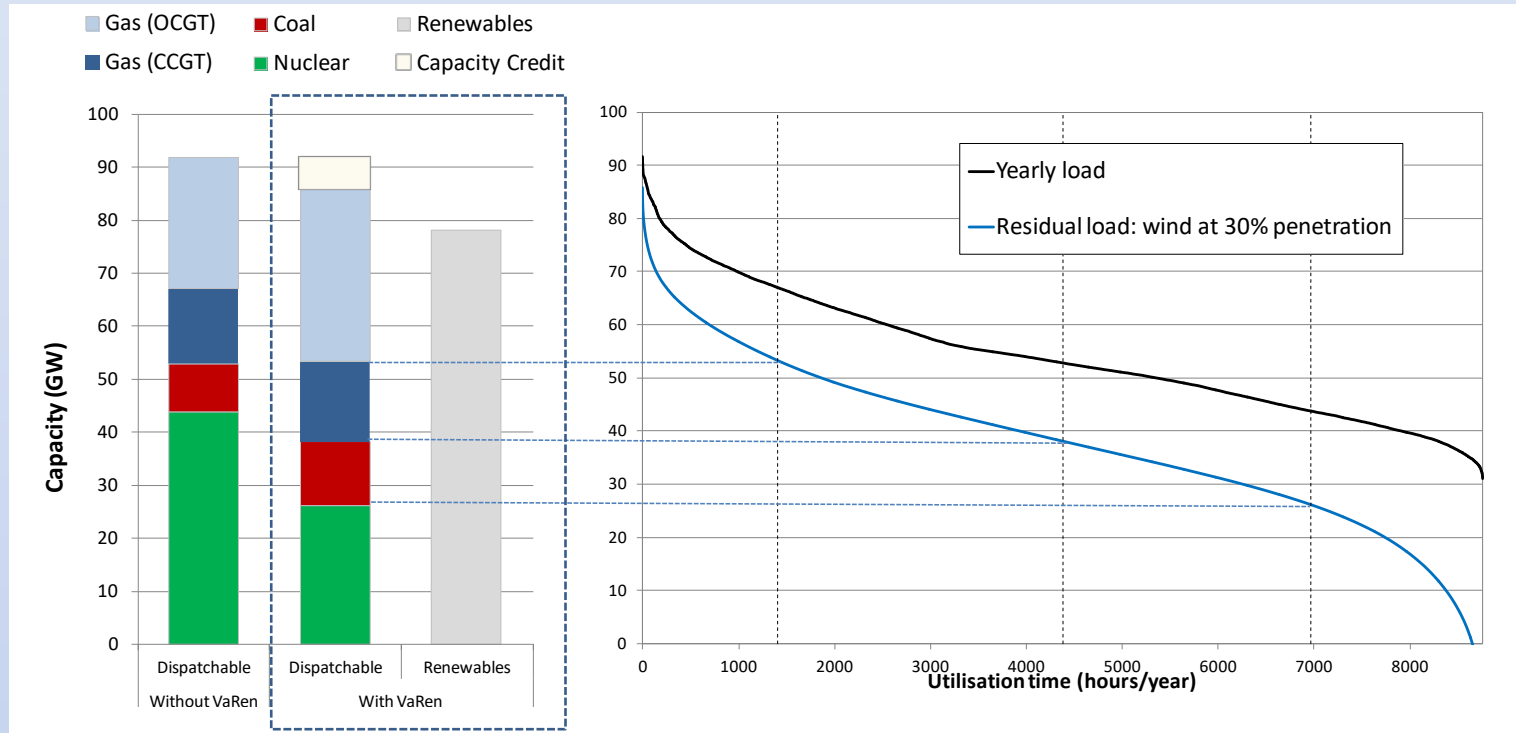 Gas (OCGT) Coal Renewables
Gas (CCGT) Nuclear Capacity Credit
Capacity (GW)
100
90
80
70
60
50
40
30
20
10
0
Dispatchable Dispatchable Renewables
Without VaRen With VaRen
100
90
80
70
60
50
40
30
20
10
0
Yearly load
Residual load: wind at 30% penetration
0 1000 2000 3000 4000 5000 6000 7000 8000
Utilisation time (hours/year)